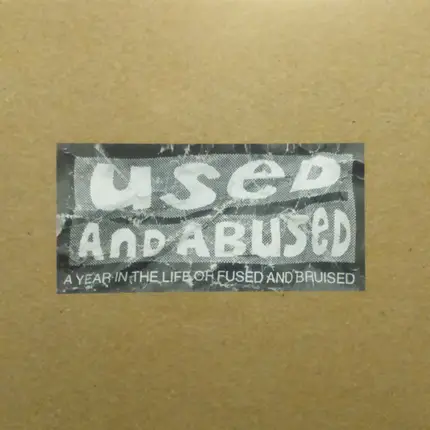 used
AnD ABUSeD
A YEAR IN THE LIFE OF FUSED AND BRUISED